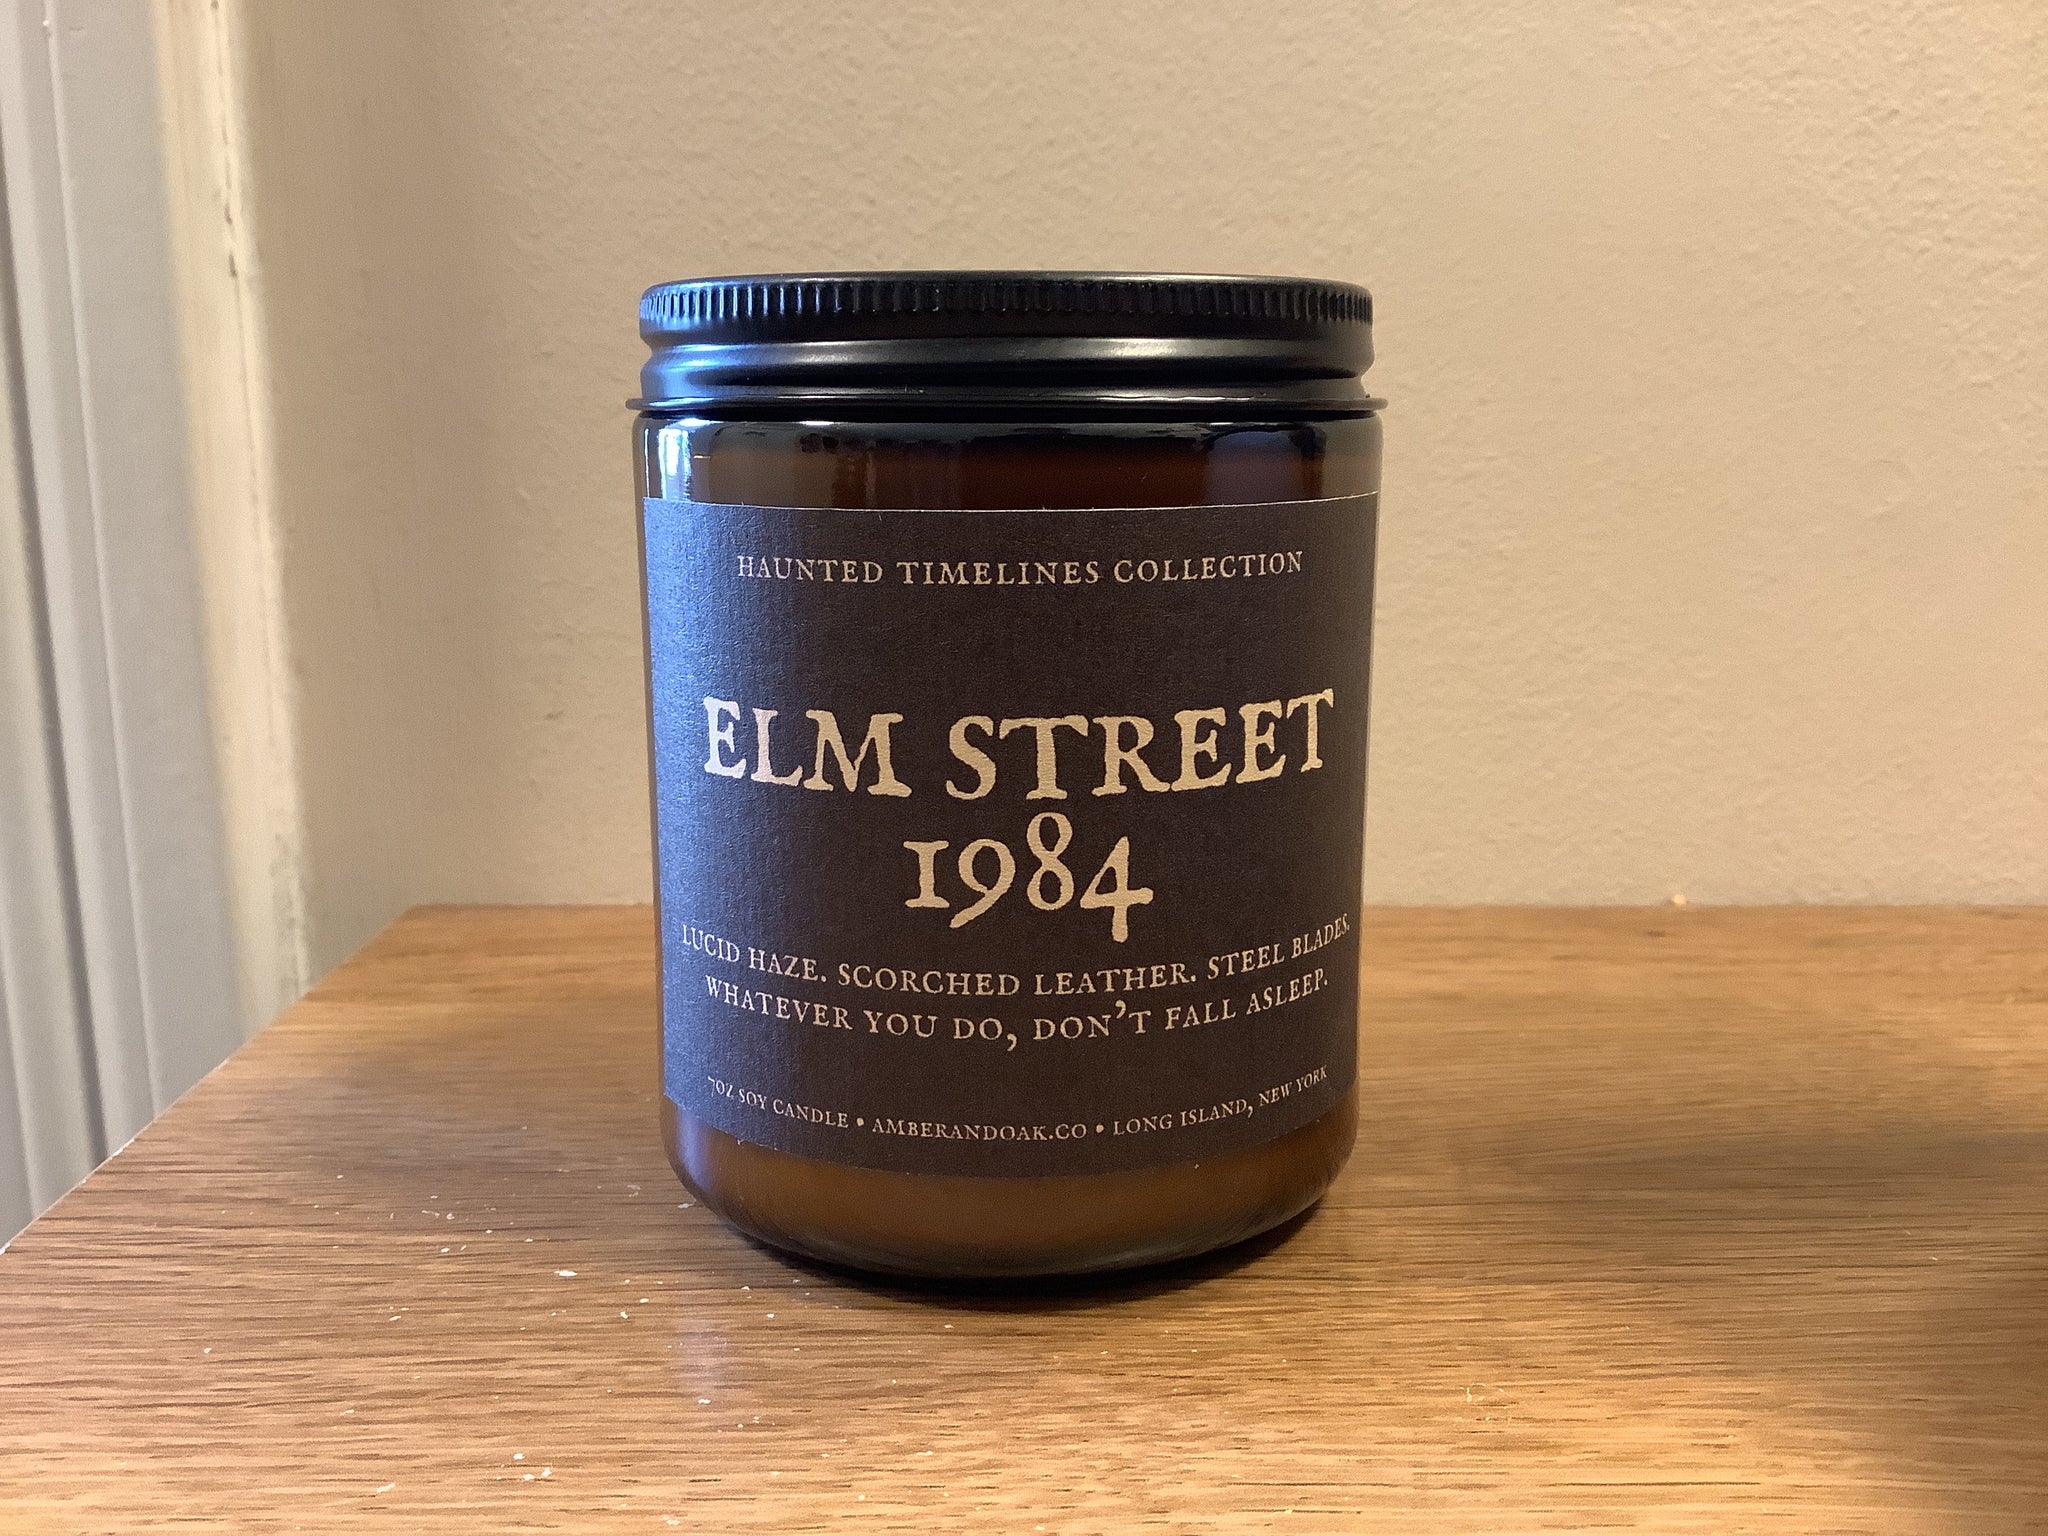 HAUNTED TIMELINES COLLECTION
ELM STREET
1984
LUCID HAZE. SCORCHED LEATHER. STEEL BLADES.
WHATEVER YOU DO, DON'T FALL ASLEEP.
7OZ SOY CANDLE • AMBERANDOAK.CO • LONG ISLAND, NEW YORK